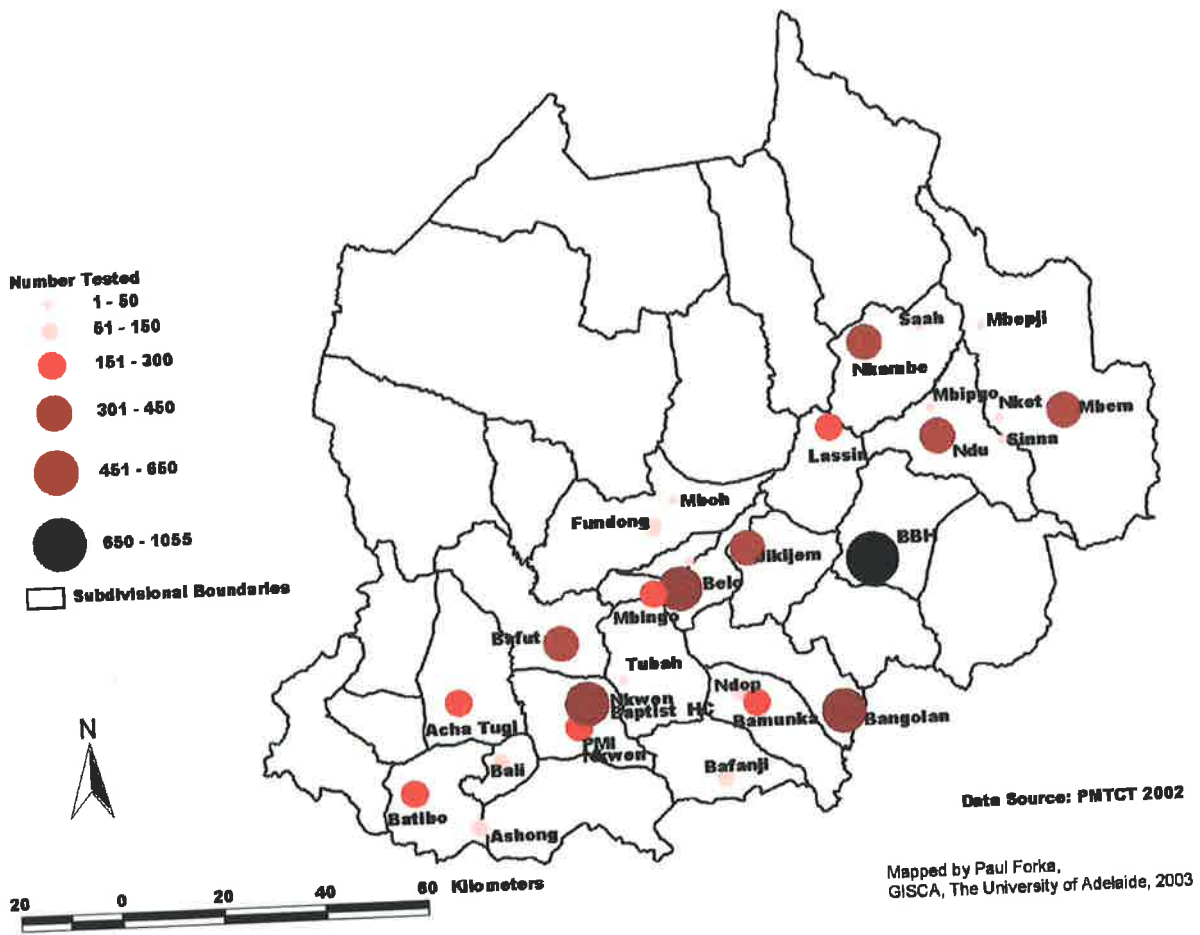 Number Tested
1 - 50
51 - 150
151 - 300
301 - 450
451 - 650
650 - 1055
Subdivisional Boundaries
Saah
Mbepji
Nkambe
Mbipgo
Nket
Mbem
Sinna
Ndu
Lassin
Mboh
Fundong
BBH
Jikijem
Belo
Mbingo
Bafut
Tubah
Ndop
Nkwen
Baptist HC
Bamunka
Bangolan
Acha Tugi
PMI
Nkwen
Bali
Bafanji
Batibo
Ashong
N
Data Source: PMTCT 2002
Mapped by Paul Forka,
GISCA, The University of Adelaide, 2003
20 0 20 40 60 Kilometers